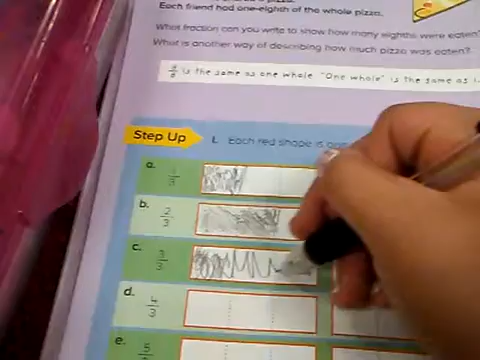 Each friend had one-eighth of the whole pizza.
What fraction can you write to show how many eighths were eaten?
What is another way of describing how much pizza was eaten?
8/8 is the same as one whole. "One whole" is the same as 1.
Step Up
1. Each red shape is one
a. 1/3
b. 2/3
c. 3/3
d. 4/3
e. 5